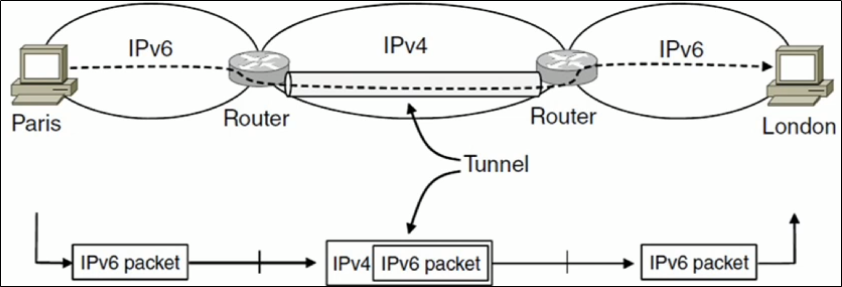 IPv6
IPv4
IPv6
Paris
Router
Router
London
Tunnel
IPv6 packet
IPv4 IPv6 packet
IPv6 packet